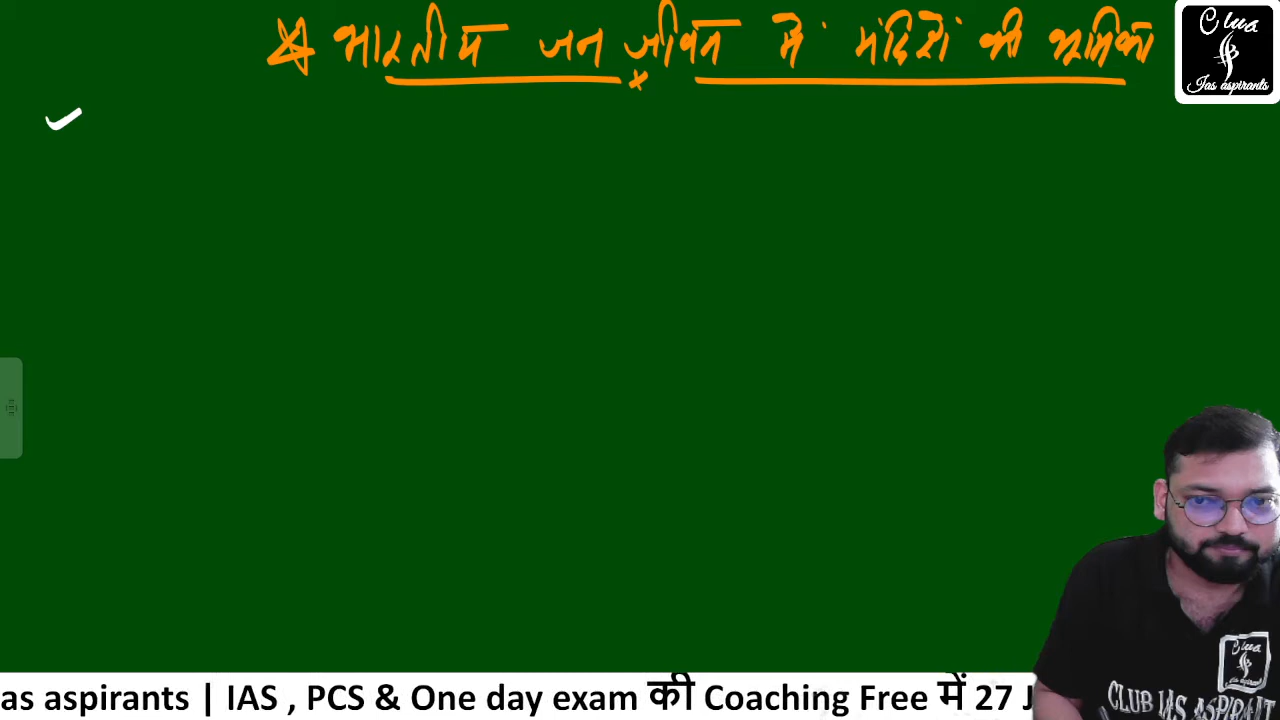 भारतीय जन जीवन में मंदिरों की भूमिका
Club
Ias aspirants
Club
CLUB IAS ASPIRANT
as aspirants | IAS , PCS & One day exam की Coaching Free में 27 J